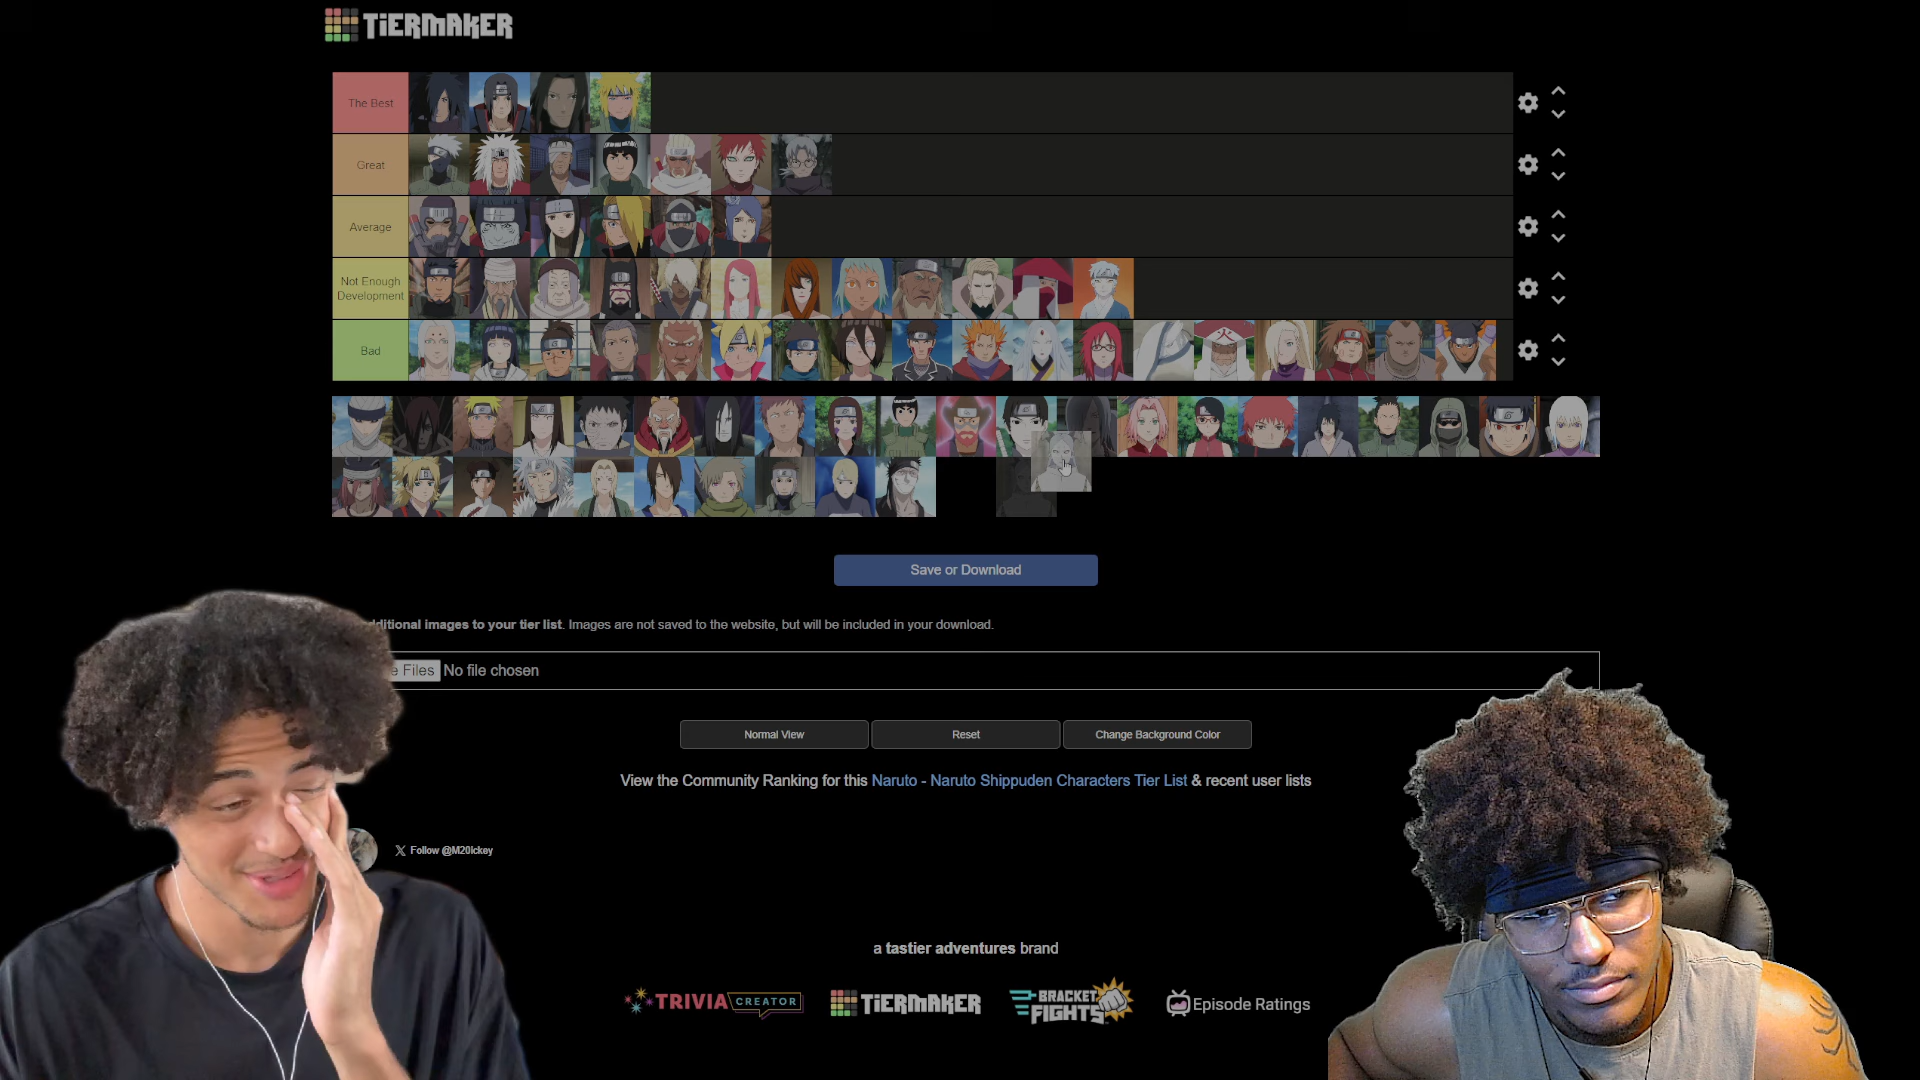 TiERMAKER
The Best
Great
Average
Not Enough
Development
Bad
Save or Download
dditional images to your tier list. Images are not saved to the website, but will be included in your download.
e Files No file chosen
Normal View
Reset
Change Background Color
View the Community Ranking for this Naruto - Naruto Shippuden Characters Tier List & recent user lists
X Follow @M20ickey
a tastier adventures brand
TRIVIA CREATOR
TiERMAKER
BRACKET
FIGHTS
Episode Ratings